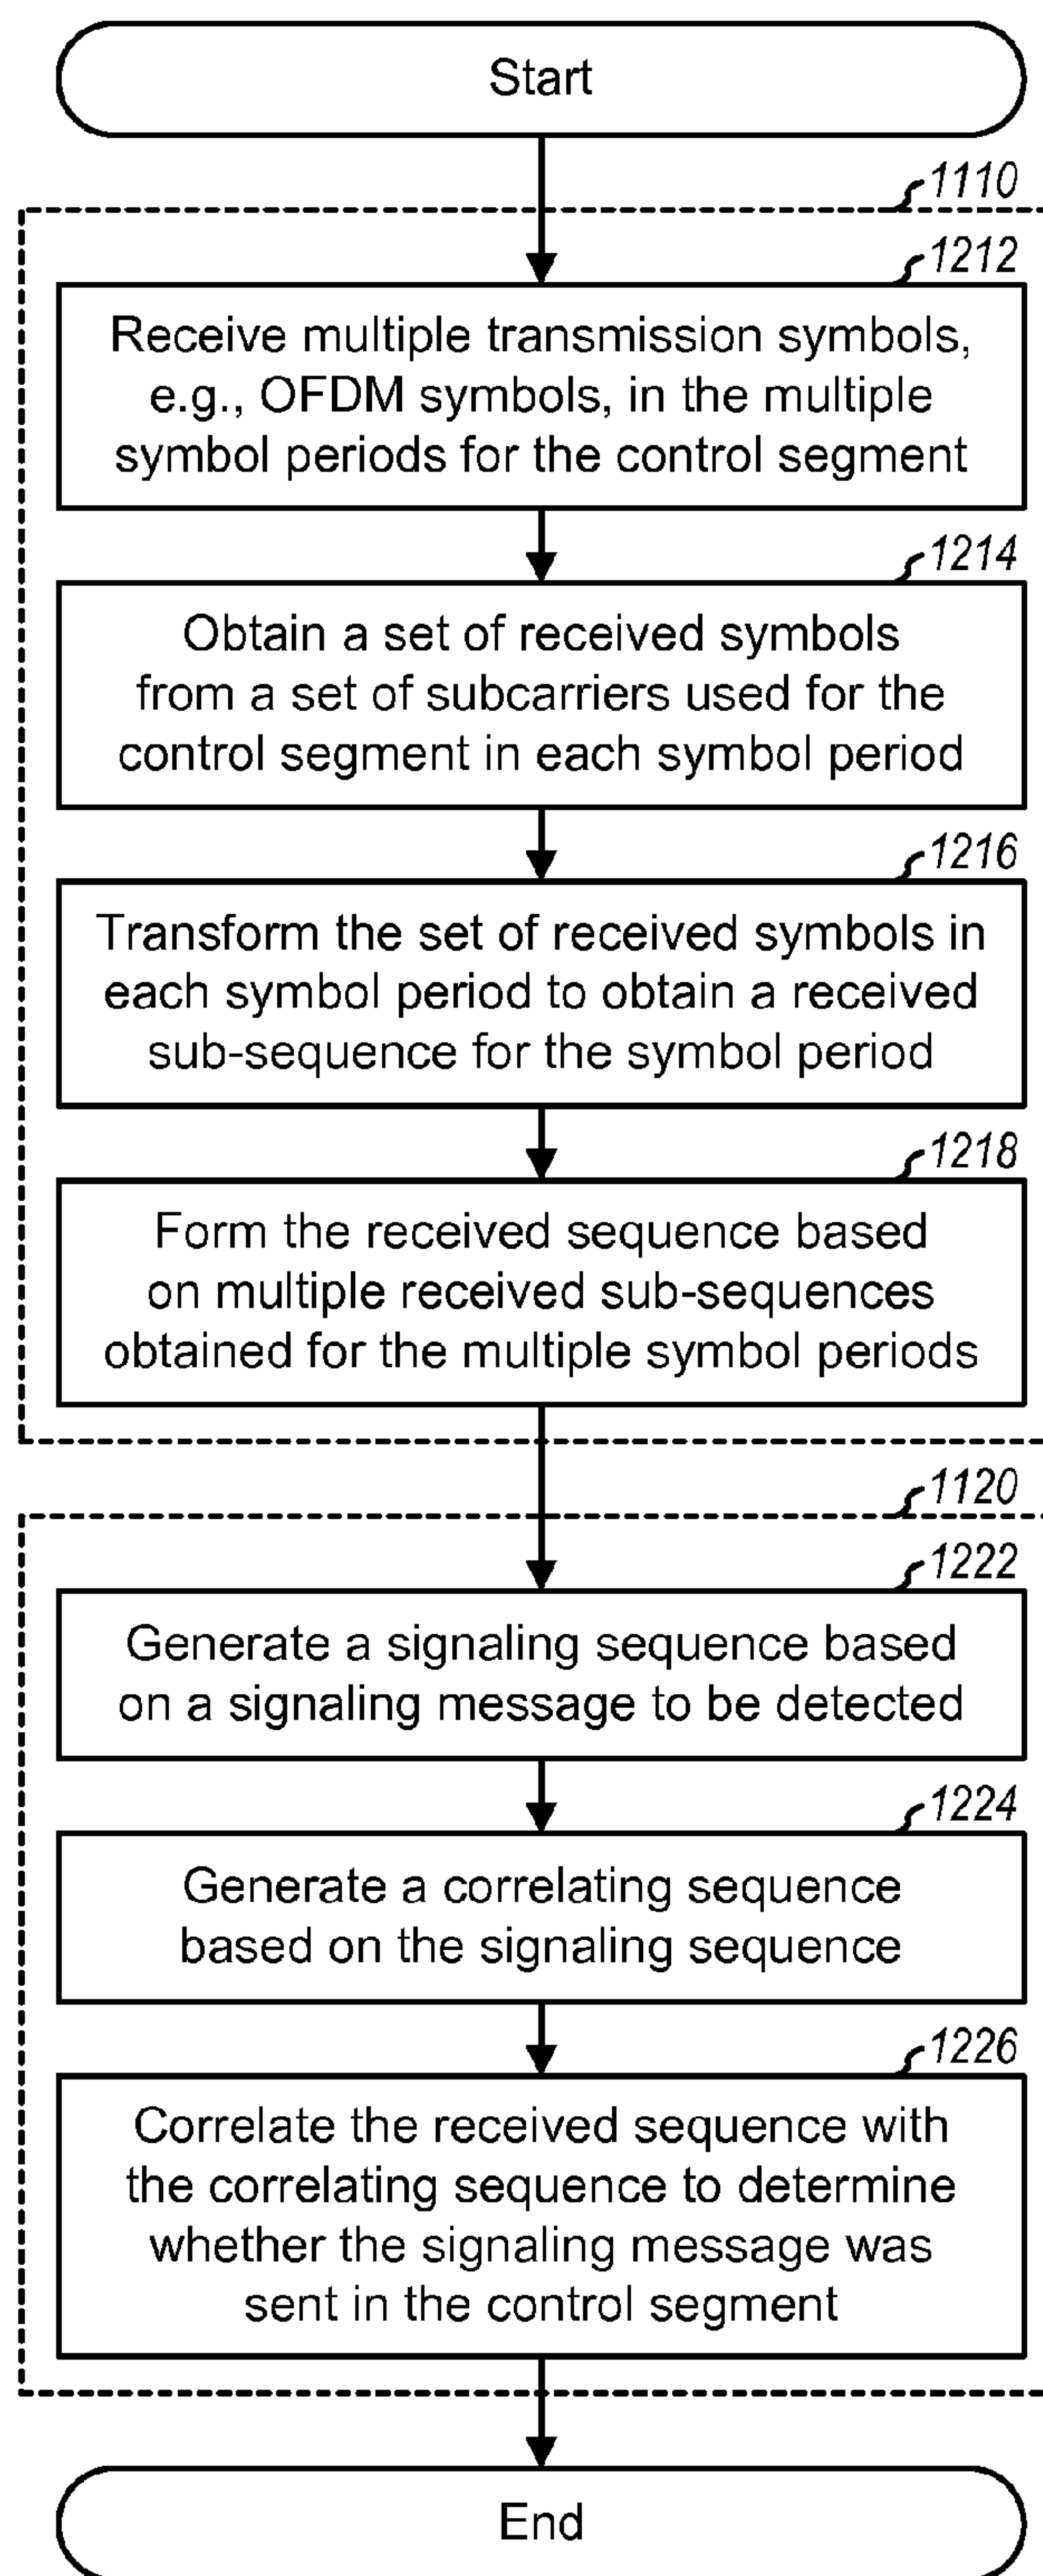 Start
1110
1212
Receive multiple transmission symbols,
e.g., OFDM symbols, in the multiple
symbol periods for the control segment
1214
Obtain a set of received symbols
from a set of subcarriers used for the
control segment in each symbol period
1216
Transform the set of received symbols in
each symbol period to obtain a received
sub-sequence for the symbol period
1218
Form the received sequence based
on multiple received sub-sequences
obtained for the multiple symbol periods
1120
1222
Generate a signaling sequence based
on a signaling message to be detected
1224
Generate a correlating sequence
based on the signaling sequence
1226
Correlate the received sequence with
the correlating sequence to determine
whether the signaling message was
sent in the control segment
End